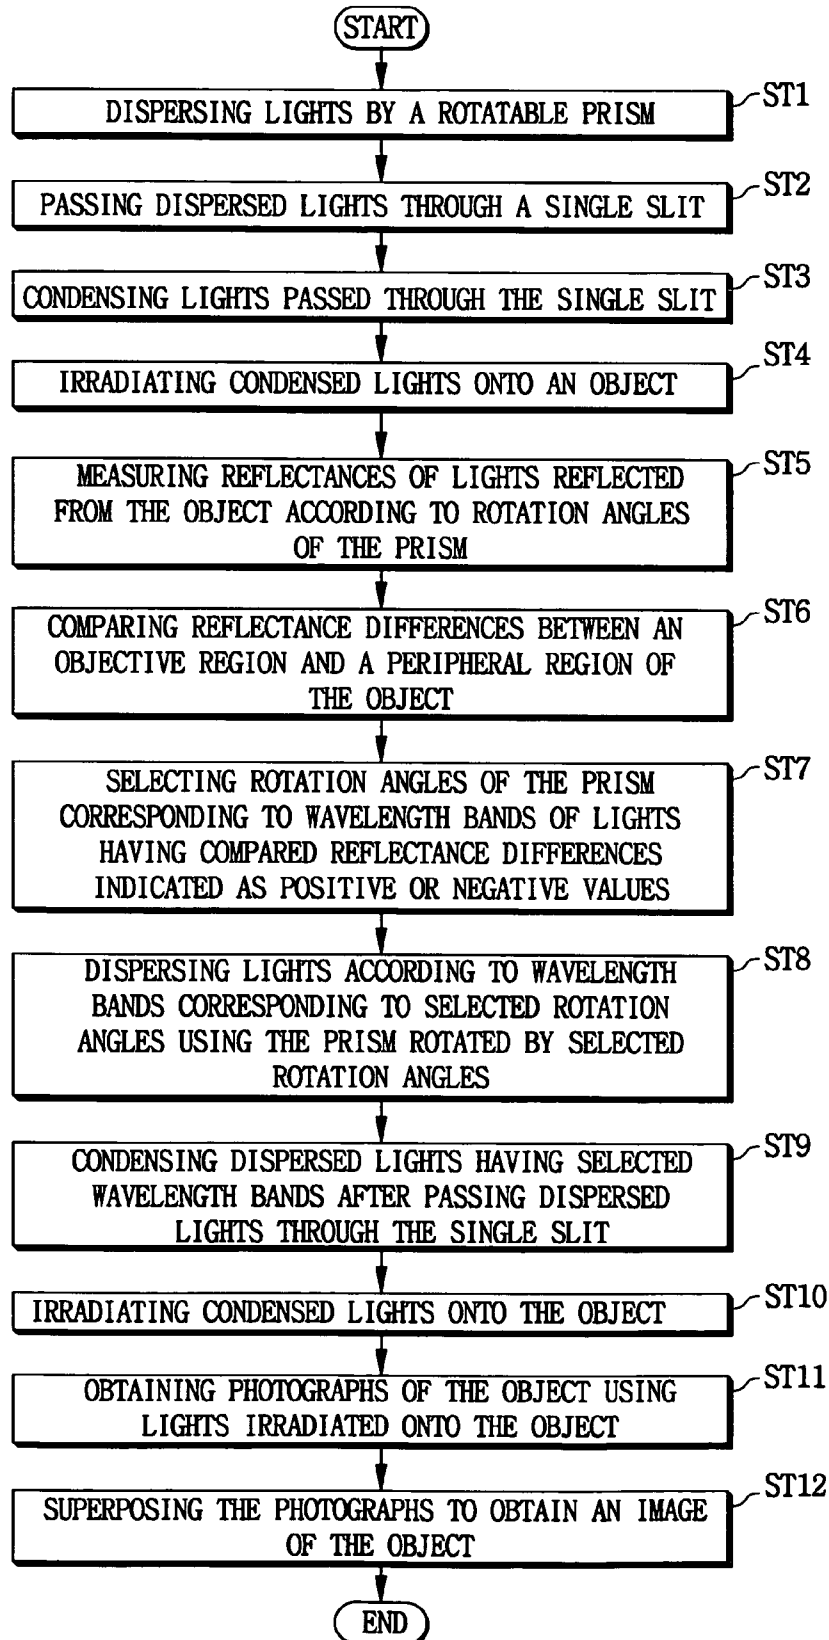 START
ST1
DISPERSING LIGHTS BY A ROTATABLE PRISM
ST2
PASSING DISPERSED LIGHTS THROUGH A SINGLE SLIT
ST3
CONDENSING LIGHTS PASSED THROUGH THE SINGLE SLIT
ST4
IRRADIATING CONDENSED LIGHTS ONTO AN OBJECT
ST5
MEASURING REFLECTANCES OF LIGHTS REFLECTED
FROM THE OBJECT ACCORDING TO ROTATION ANGLES
OF THE PRISM
ST6
COMPARING REFLECTANCE DIFFERENCES BETWEEN AN
OBJECTIVE REGION AND A PERIPHERAL REGION OF
THE OBJECT
ST7
SELECTING ROTATION ANGLES OF THE PRISM
CORRESPONDING TO WAVELENGTH BANDS OF LIGHTS
HAVING COMPARED REFLECTANCE DIFFERENCES
INDICATED AS POSITIVE OR NEGATIVE VALUES
ST8
DISPERSING LIGHTS ACCORDING TO WAVELENGTH
BANDS CORRESPONDING TO SELECTED ROTATION
ANGLES USING THE PRISM ROTATED BY SELECTED
ROTATION ANGLES
ST9
CONDENSING DISPERSED LIGHTS HAVING SELECTED
WAVELENGTH BANDS AFTER PASSING DISPERSED
LIGHTS THROUGH THE SINGLE SLIT
ST10
IRRADIATING CONDENSED LIGHTS ONTO THE OBJECT
ST11
OBTAINING PHOTOGRAPHS OF THE OBJECT USING
LIGHTS IRRADIATED ONTO THE OBJECT
ST12
SUPERPOSING THE PHOTOGRAPHS TO OBTAIN AN IMAGE
OF THE OBJECT
END